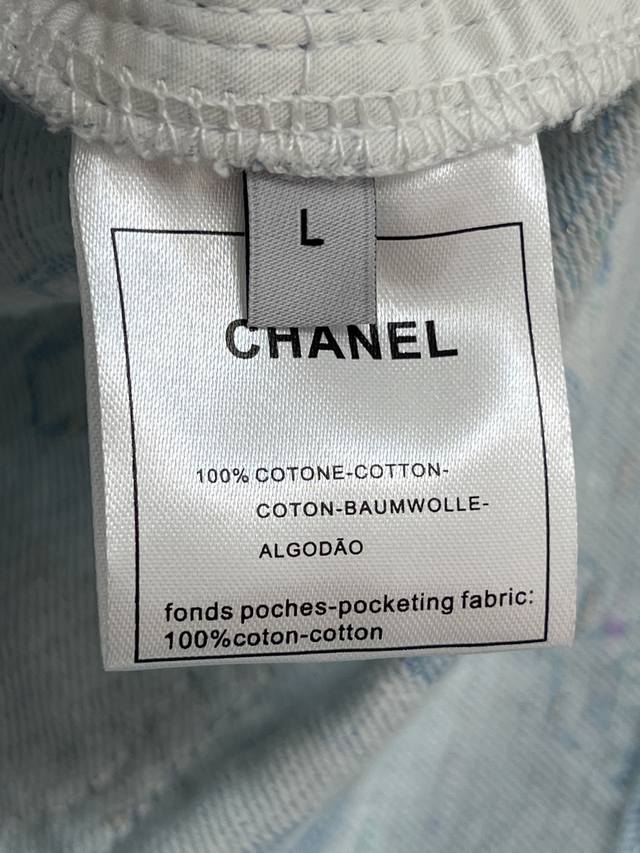 L
CHANEL
100% COTONE-COTTON-
COTON-BAUMWOLLE-
ALGODÃO
fonds poches-pocketing fabric:
100%coton-cotton